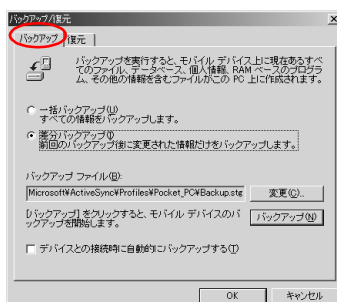 バックアップ/復元
バックアップ 復元
バックアップを実行すると、モバイル デバイス上に現在あるすべ
てのファイル、データベース、個人情報、RAM ベースのプログラ
ム、その他の情報を含むファイルがこの PC 上に作成されます。
一括バックアップ(U)
すべての情報をバックアップします。
差分バックアップ(I)
前回のバックアップ後に変更された情報だけをバックアップします。
バックアップ ファイル(B):
Microsoft¥ActiveSync¥Profiles¥Pocket_PC¥Backup.stg 変更(C)...
[バックアップ] をクリックすると、モバイル デバイスのバ
ックアップを開始します。
バックアップ(N)
デバイスとの接続時に自動的にバックアップする(T)
OK キャンセル